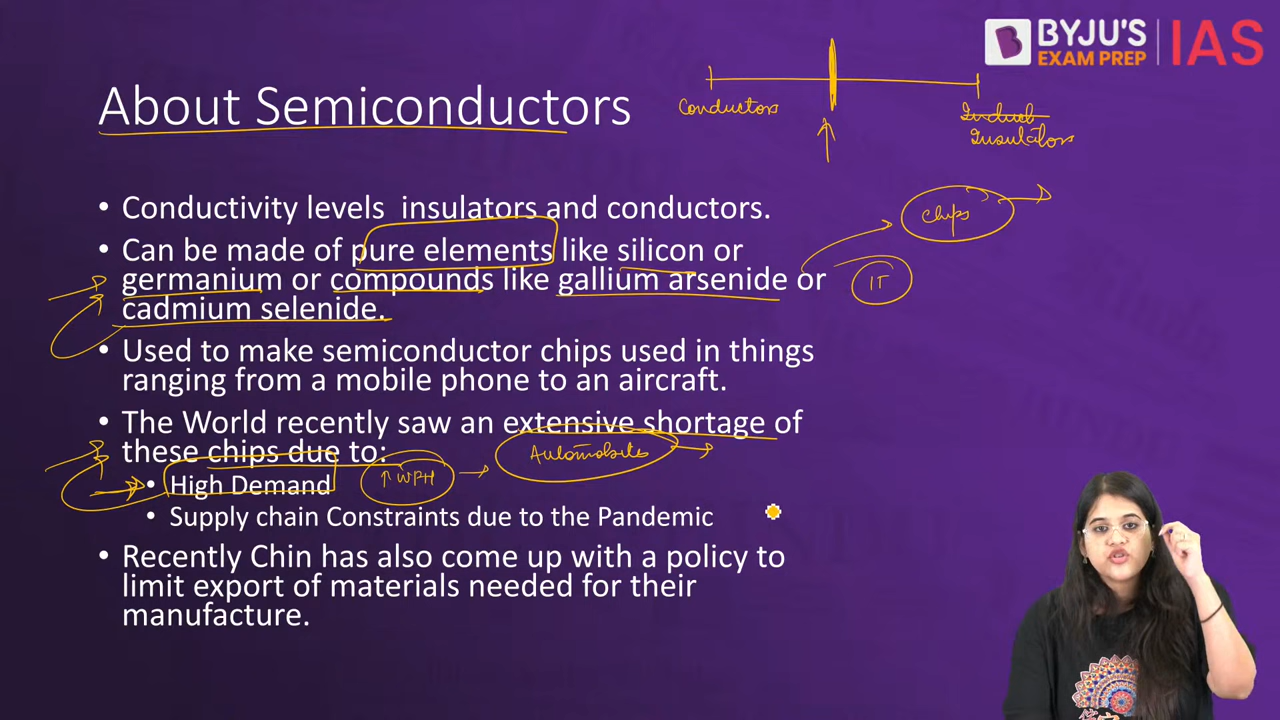 BYJU'S
EXAM PREP
IAS
About Semiconductors
Conductors
Insulators
• Conductivity levels insulators and conductors.
Chips
• Can be made of pure elements like silicon or
germanium or compounds like gallium arsenide or
IT
cadmium selenide.
• Used to make semiconductor chips used in things
ranging from a mobile phone to an aircraft.
• The World recently saw an extensive shortage of
these chips due to:
Automobiles
• High Demand
↑ WFH
• Supply chain Constraints due to the Pandemic
• Recently Chin has also come up with a policy to
limit export of materials needed for their
manufacture.